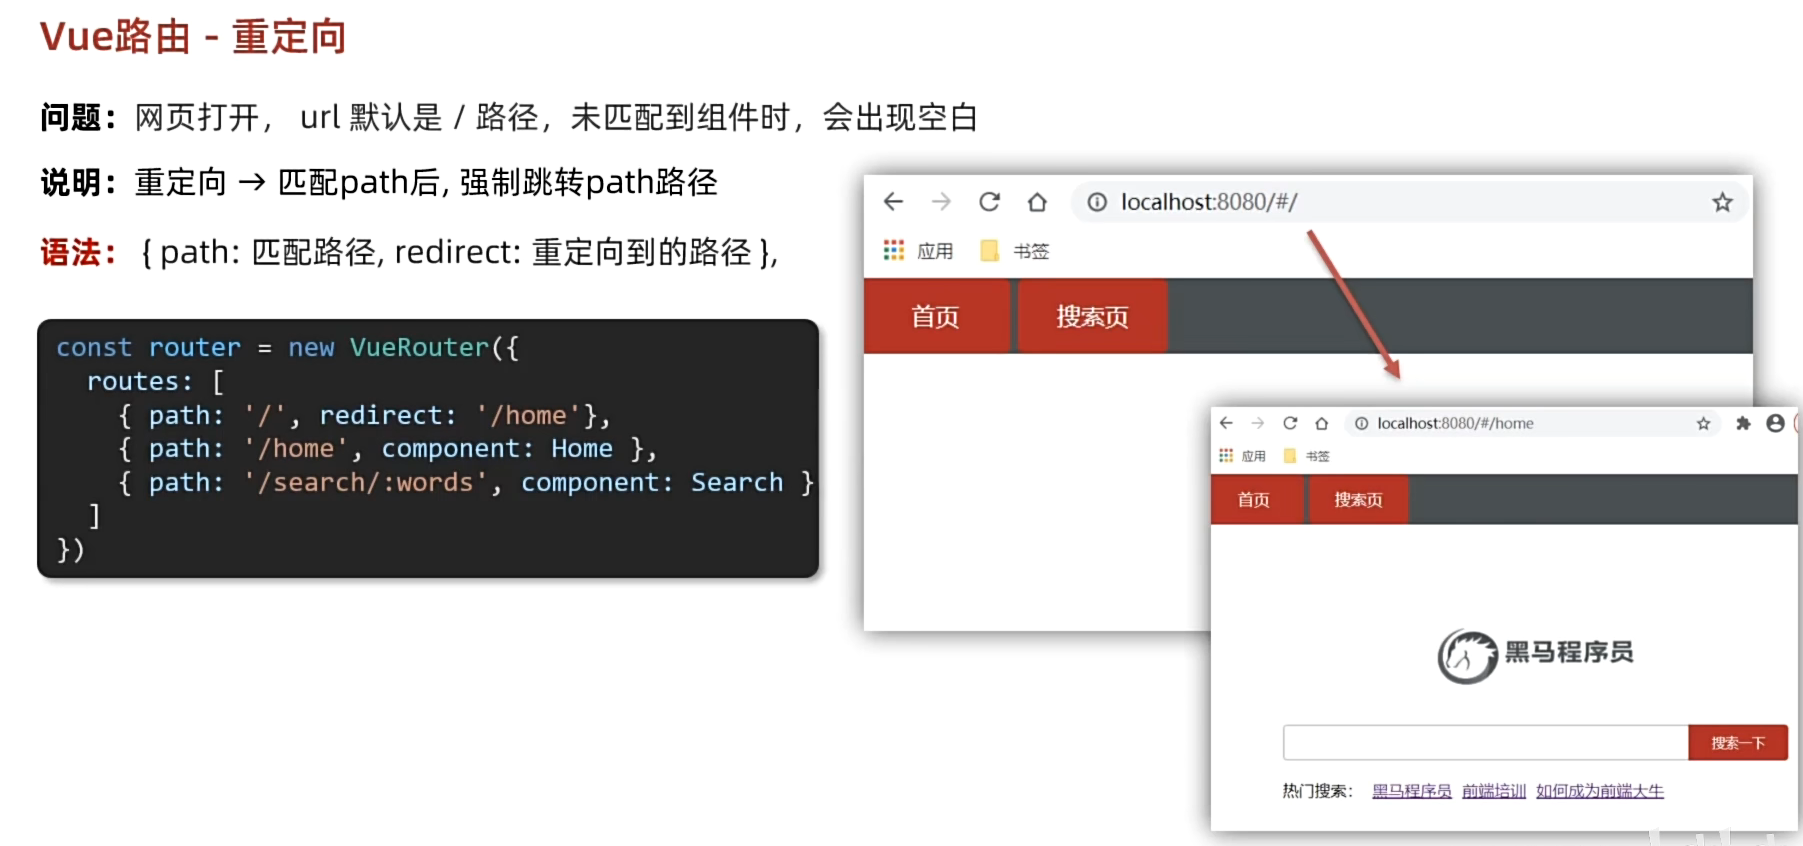 Vue路由 - 重定向
问题：网页打开， url 默认是 / 路径，未匹配到组件时，会出现空白
说明：重定向 → 匹配path后, 强制跳转path路径
语法： { path: 匹配路径, redirect: 重定向到的路径 },
const router = new VueRouter({
  routes: [
    { path: '/', redirect: '/home'},
    { path: '/home', component: Home },
    { path: '/search/:words', component: Search }
  ]
})
localhost:8080/#/
应用 书签
首页 搜索页
localhost:8080/#/home
应用 书签
首页 搜索页
黑马程序员
搜索一下
热门搜索： 黑马程序员 前端培训 如何成为前端大牛